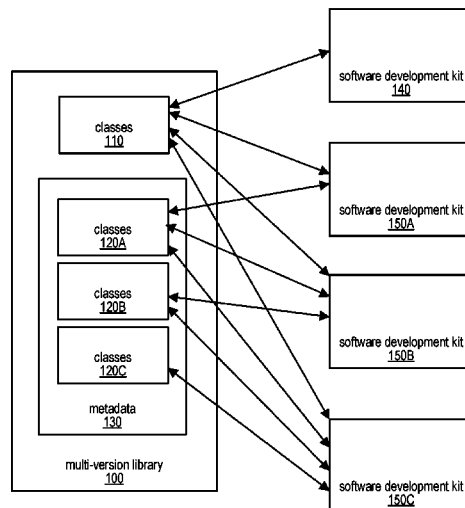 software development kit
140
classes
110
software development kit
150A
classes
120A
classes
120B
classes
120C
metadata
130
software development kit
150B
multi-version library
100
software development kit
150C